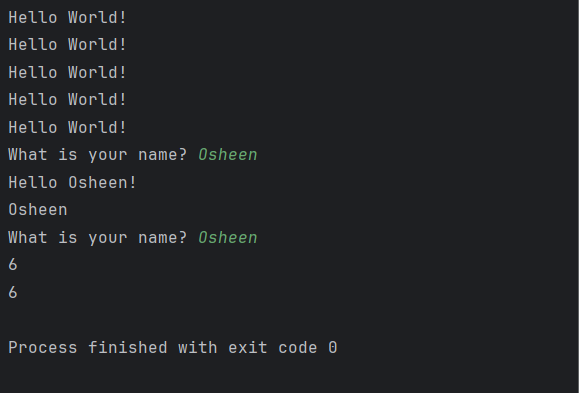 Hello World!
Hello World!
Hello World!
Hello World!
Hello World!
What is your name? Osheen
Hello Osheen!
Osheen
What is your name? Osheen
6
6
Process finished with exit code 0